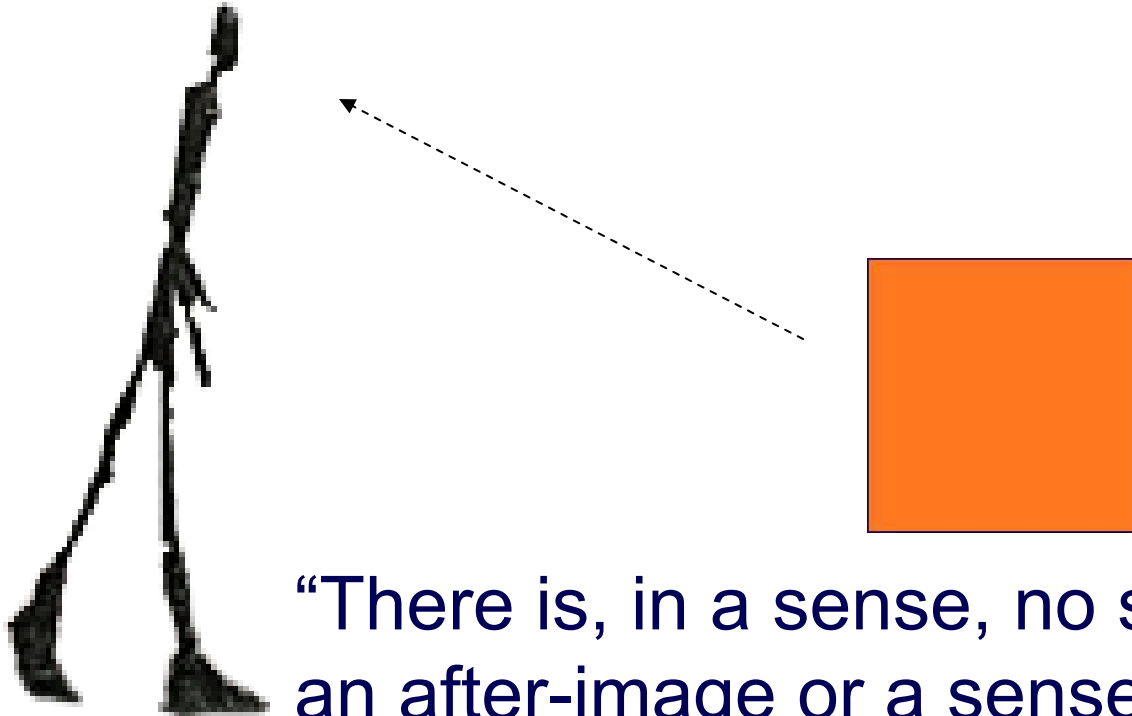 “There is, in a sense, no s
an after-image or a sense